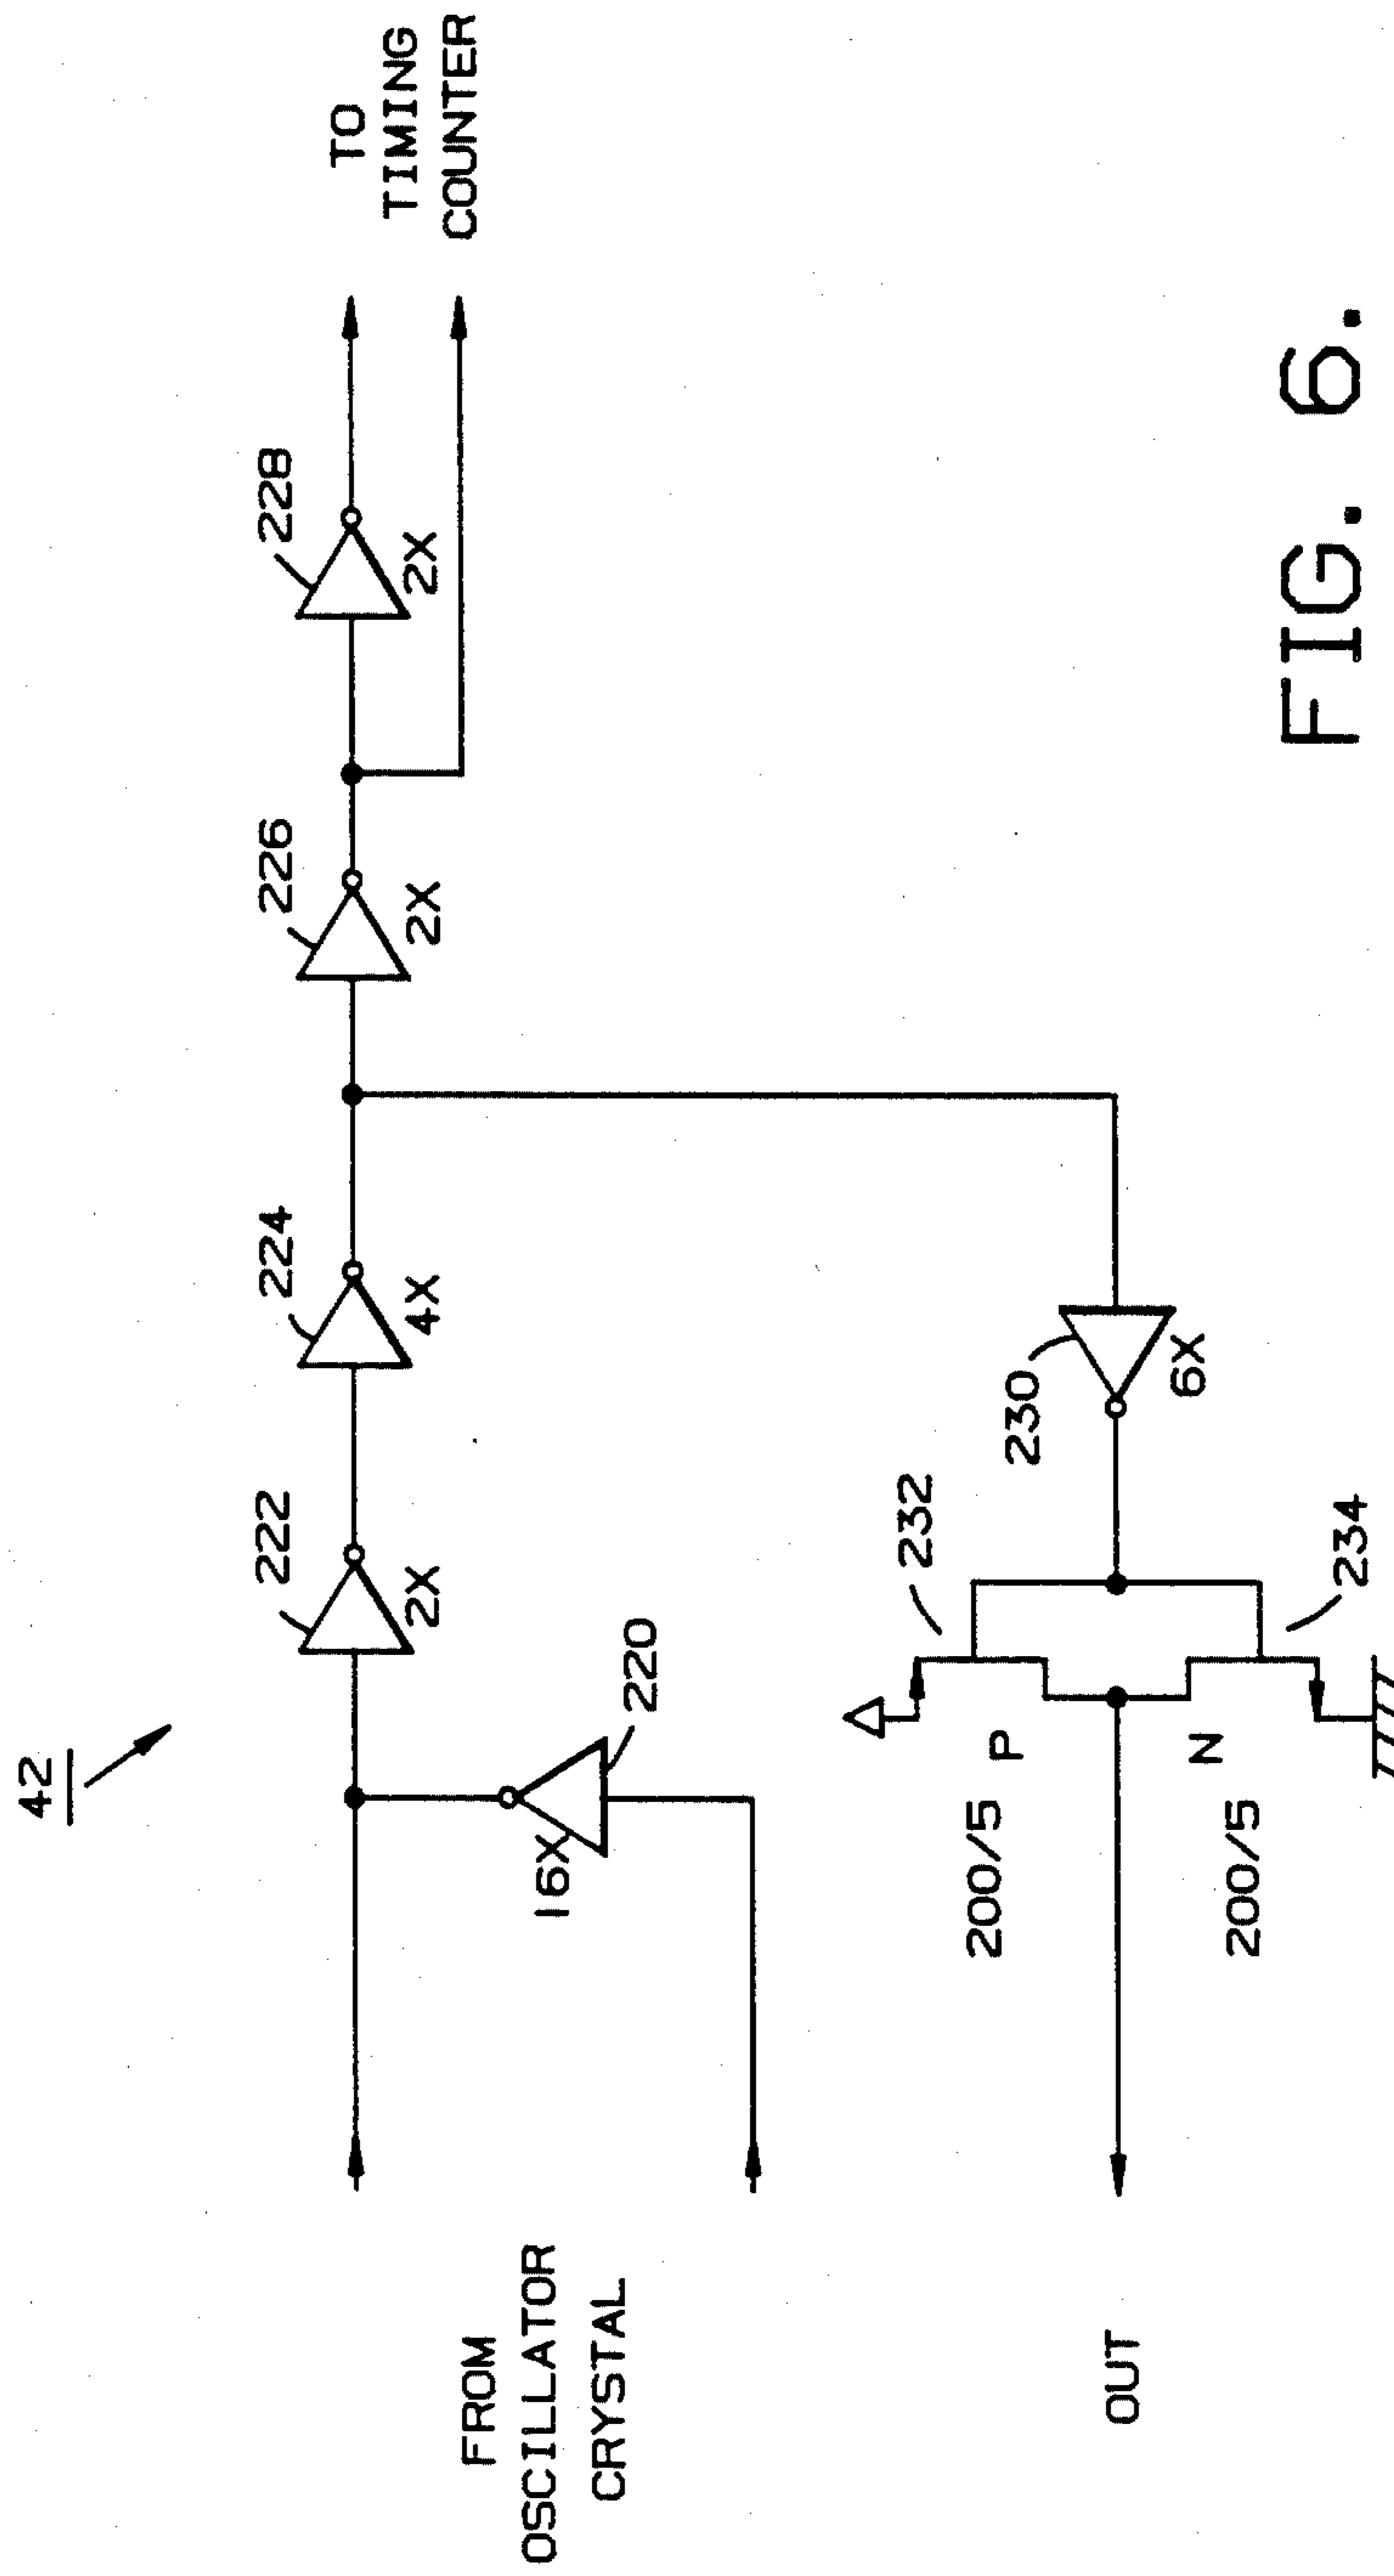 42
222
224
226
228
2X
4X
2X
2X
TO
TIMING
COUNTER
FROM
OSCILLATOR
CRYSTAL
16X
220
232
230
6X
200/5
P
OUT
200/5
N
234
FIG. 6.